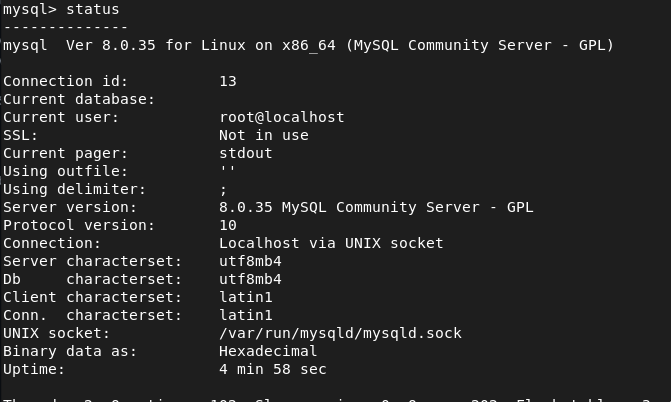 mysql> status
--------------
mysql  Ver 8.0.35 for Linux on x86_64 (MySQL Community Server - GPL)
Connection id:          13
Current database:
Current user:           root@localhost
SSL:                    Not in use
Current pager:          stdout
Using outfile:          ''
Using delimiter:        ;
Server version:         8.0.35 MySQL Community Server - GPL
Protocol version:       10
Connection:             Localhost via UNIX socket
Server characterset:    utf8mb4
Db     characterset:    utf8mb4
Client characterset:    latin1
Conn.  characterset:    latin1
UNIX socket:            /var/run/mysqld/mysqld.sock
Binary data as:         Hexadecimal
Uptime:                 4 min 58 sec